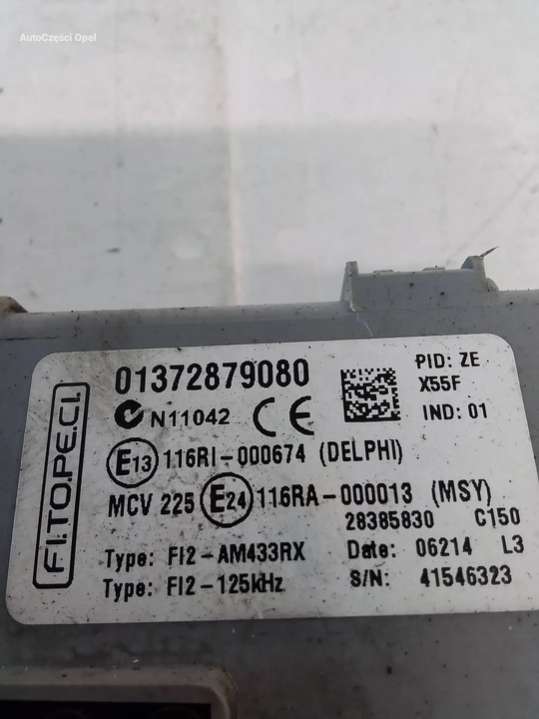 AutoCzęści Opel
FI.TO.PE.CI.
01372879080
N11042 CE
PID: ZE
X55F
IND: 01
E13 116RI-000674 (DELPHI)
MCV 225 E24 116RA-000013 (MSY)
28385830 C150
Type: FI2-AM433RX Date: 06214 L3
Type: FI2-125kHz S/N: 41546323